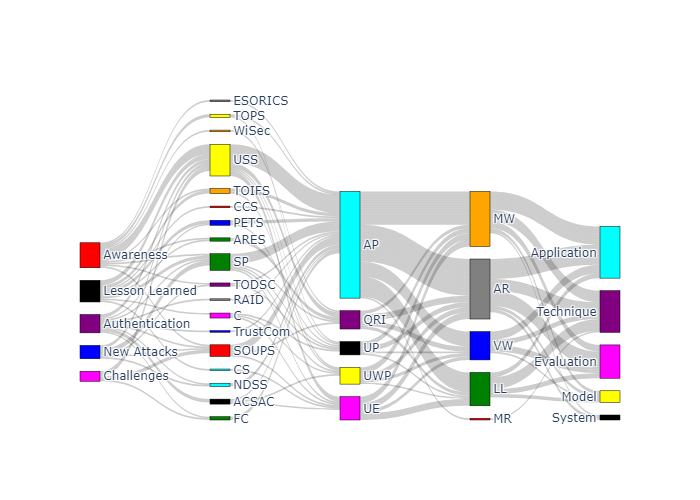 Awareness
Lesson Learned
Authentication
New Attacks
Challenges
ESORICS
TOPS
WiSec
USS
TOIFS
CCS
PETS
ARES
SP
TODSC
RAID
C
TrustCom
SOUPS
CS
NDSS
ACSAC
FC
AP
QRI
UP
UWP
UE
MW
AR
VW
LL
MR
Application
Technique
Evaluation
Model
System